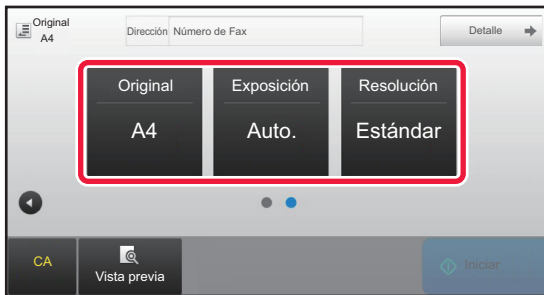 Original
A4
Dirección Número de Fax
Detalle
Original Exposición Resolución
A4 Auto. Estándar
CA
Vista previa
Iniciar